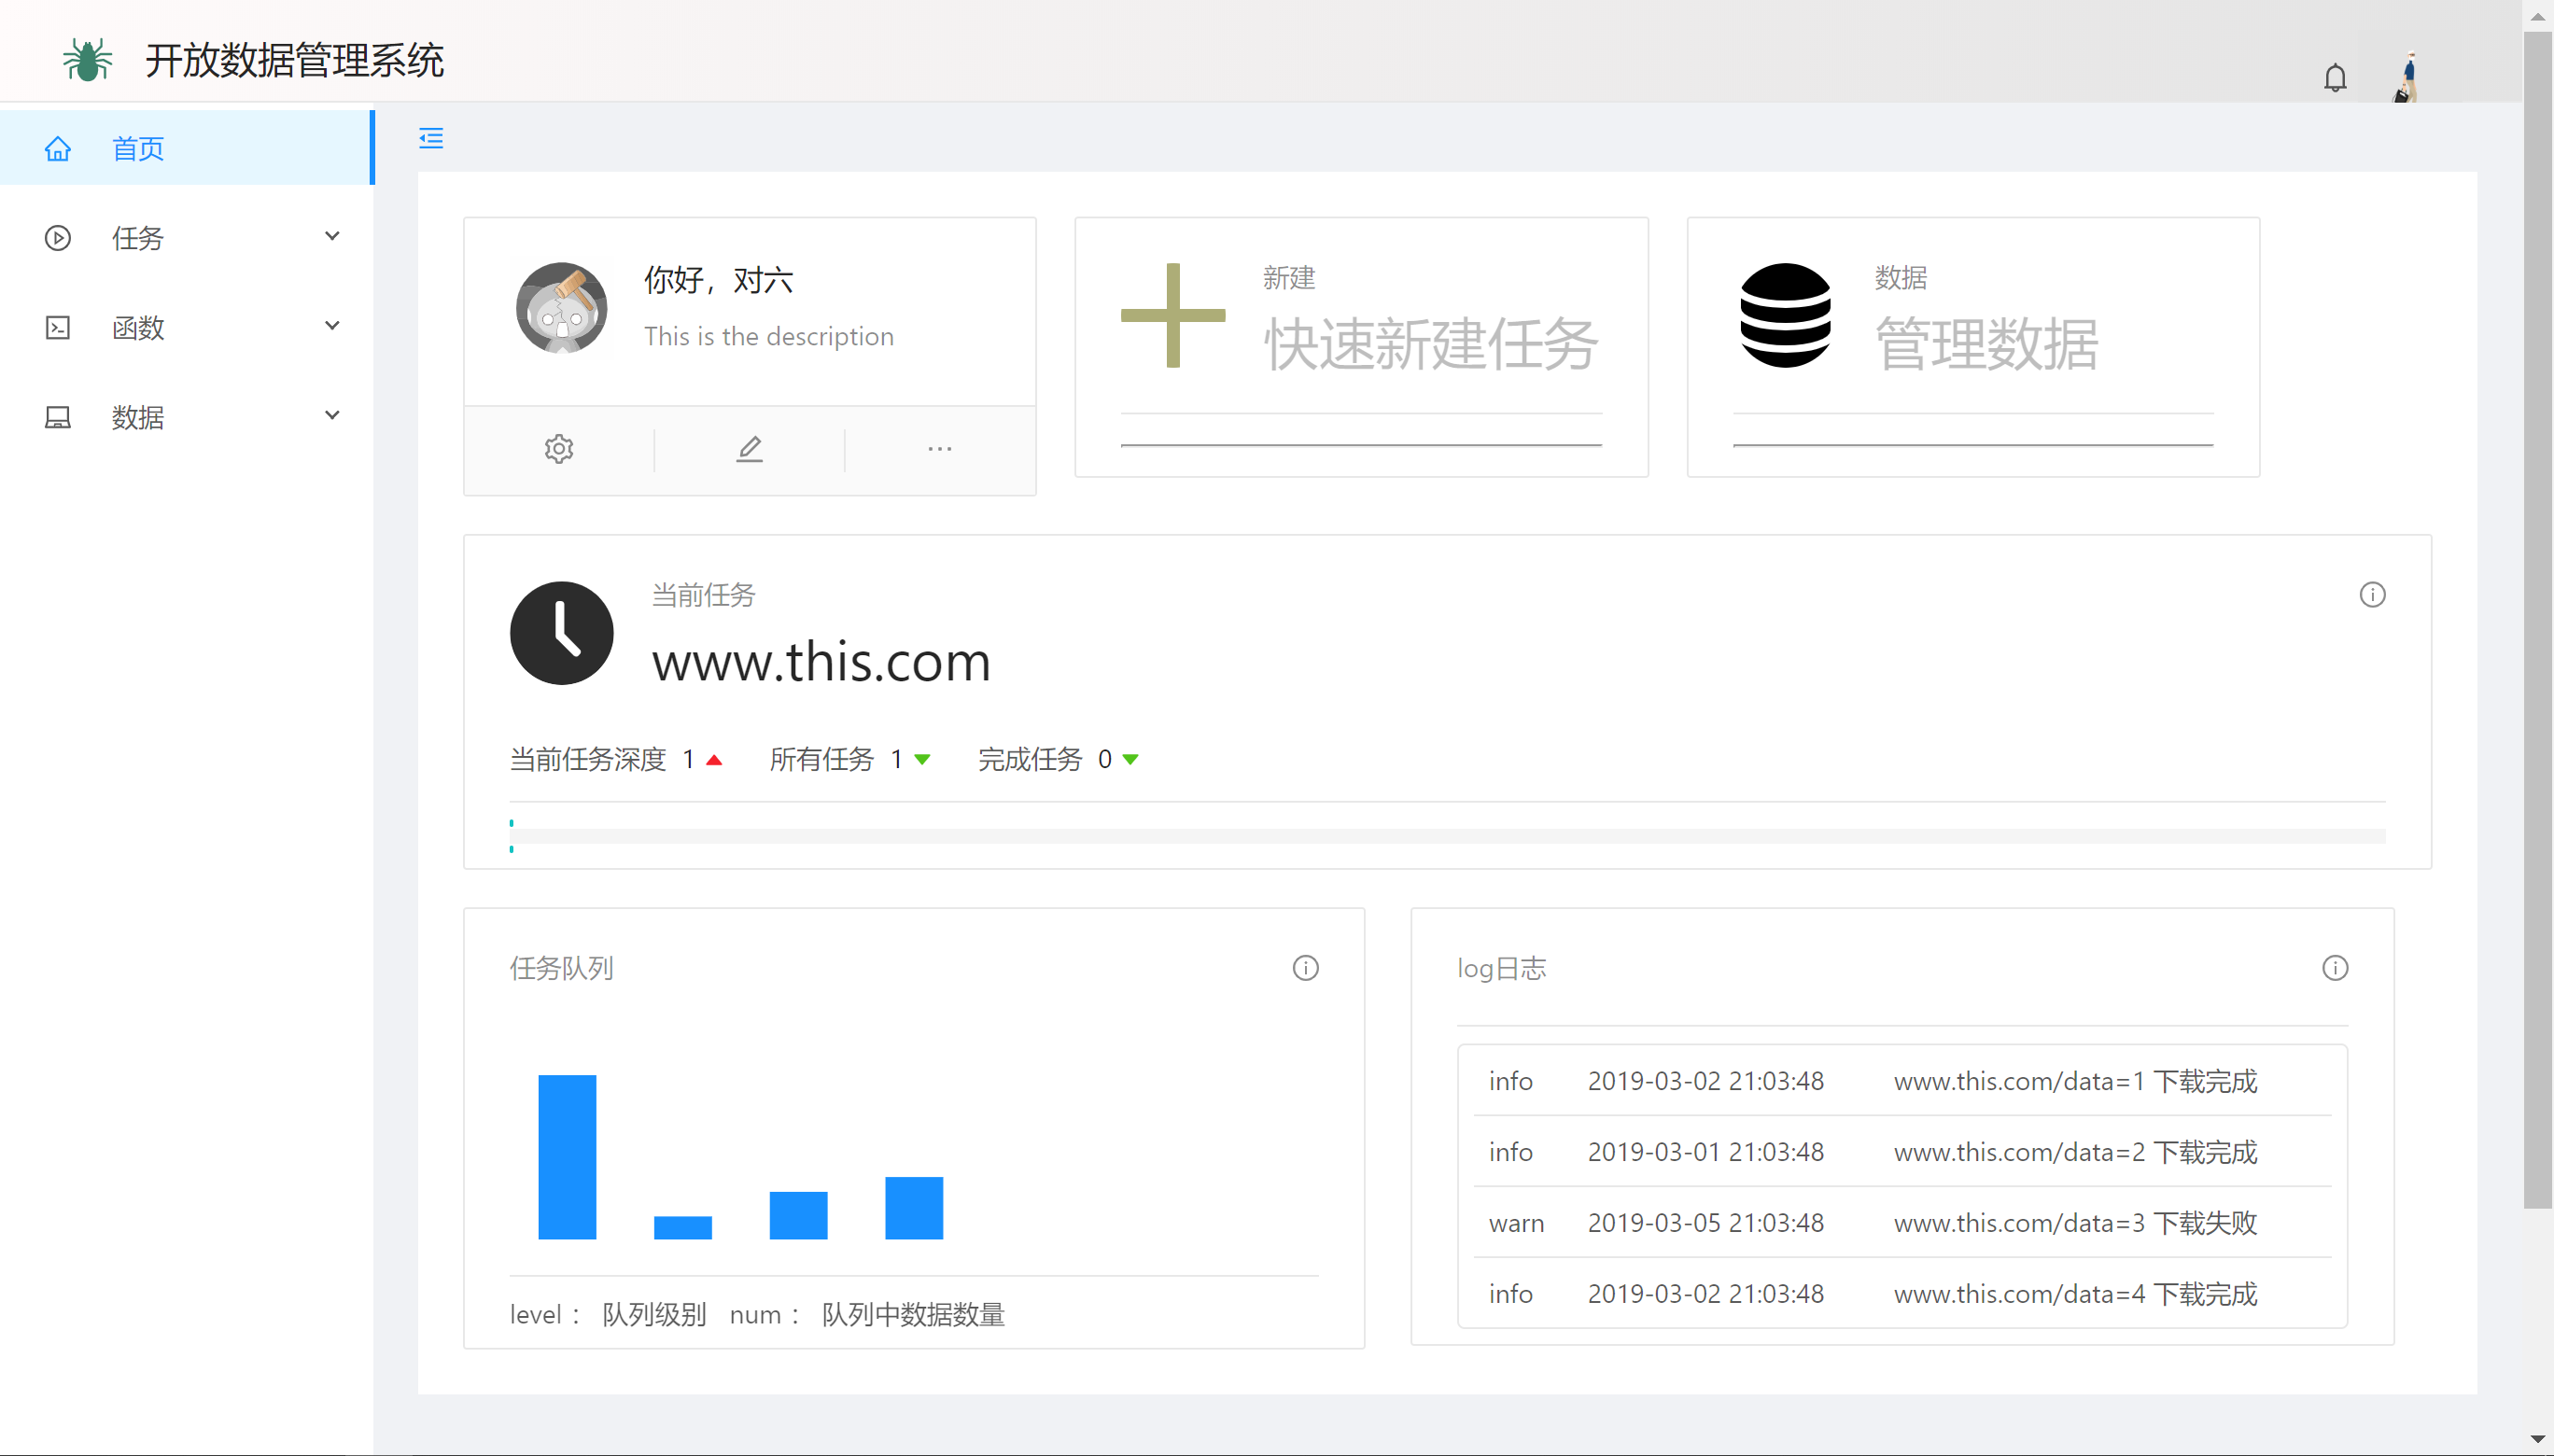 开放数据管理系统
首页
任务
函数
数据
你好，对六
This is the description
新建
快速新建任务
数据
管理数据
当前任务
www.this.com
当前任务深度 1 所有任务 1 完成任务 0
任务队列
level： 队列级别 num： 队列中数据数量
log日志
info 2019-03-02 21:03:48 www.this.com/data=1 下载完成
info 2019-03-01 21:03:48 www.this.com/data=2 下载完成
warn 2019-03-05 21:03:48 www.this.com/data=3 下载失败
info 2019-03-02 21:03:48 www.this.com/data=4 下载完成